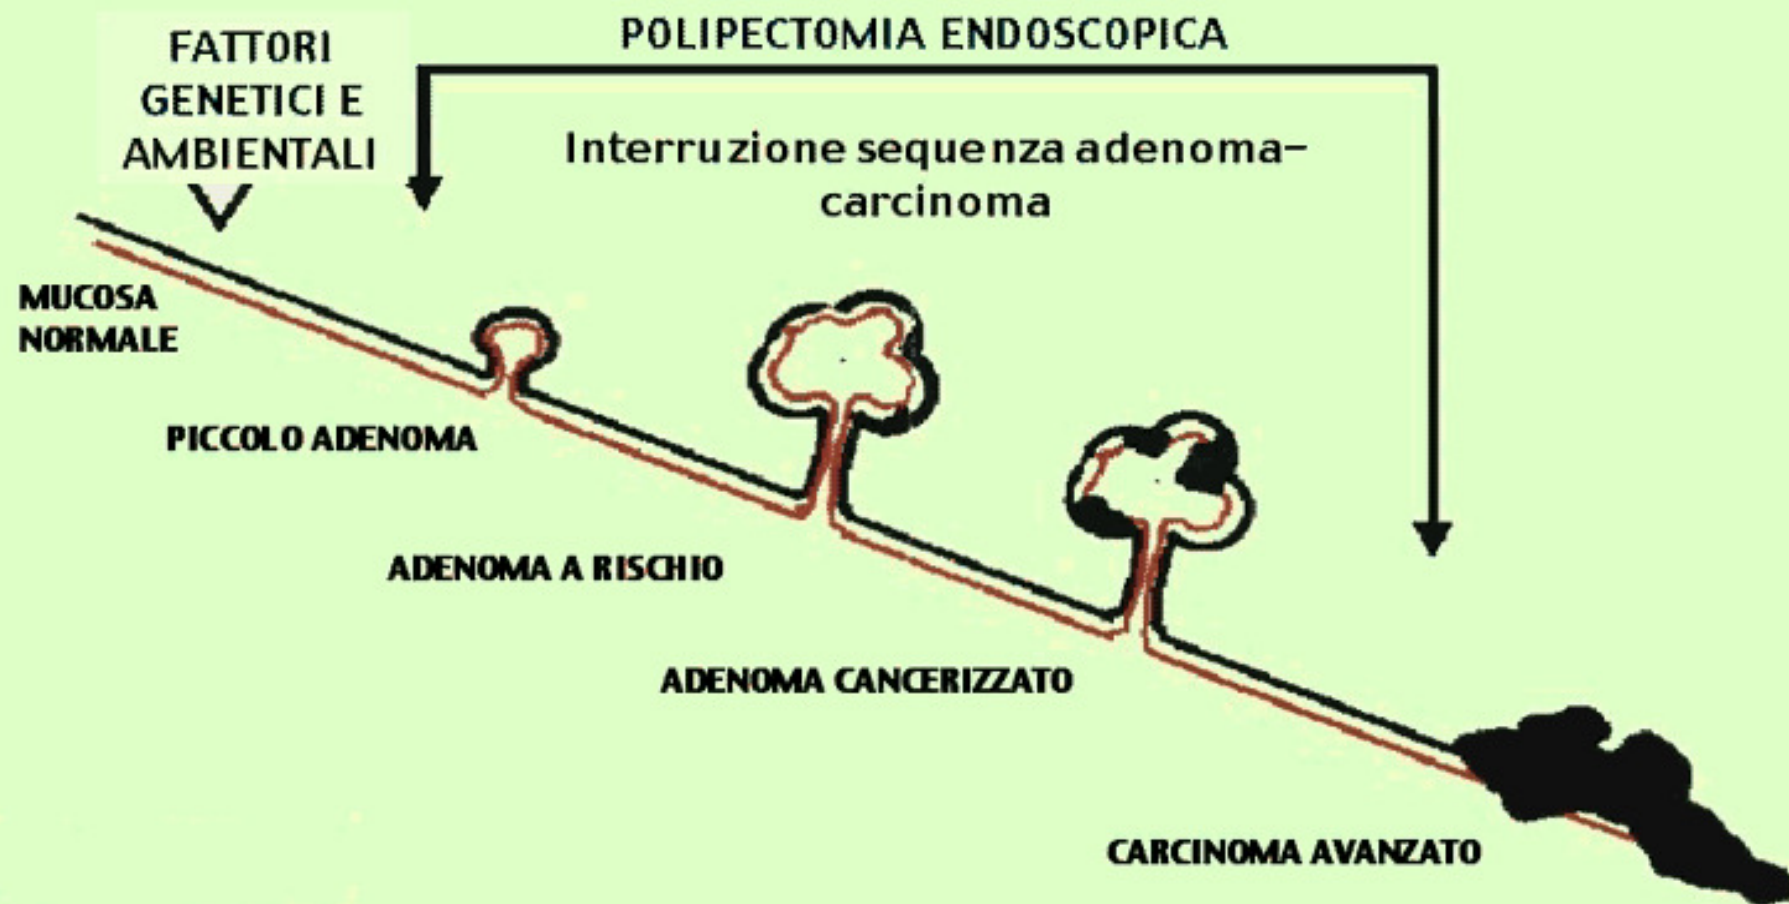 FATTORI
GENETICI E
AMBIENTALI
POLIPECTOMIA ENDOSCOPICA
Interruzione sequenza adenoma-
carcinoma
MUCOSA
NORMALE
PICCOLO ADENOMA
ADENOMA A RISCHIO
ADENOMA CANCERIZZATO
CARCINOMA AVANZATO